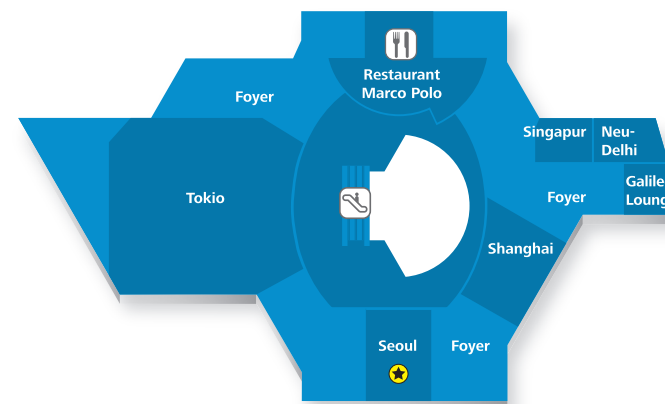 Restaurant
Marco Polo
Foyer
Singapur
Neu-
Delhi
Tokio
Foyer
Shanghai
Seoul
Foyer